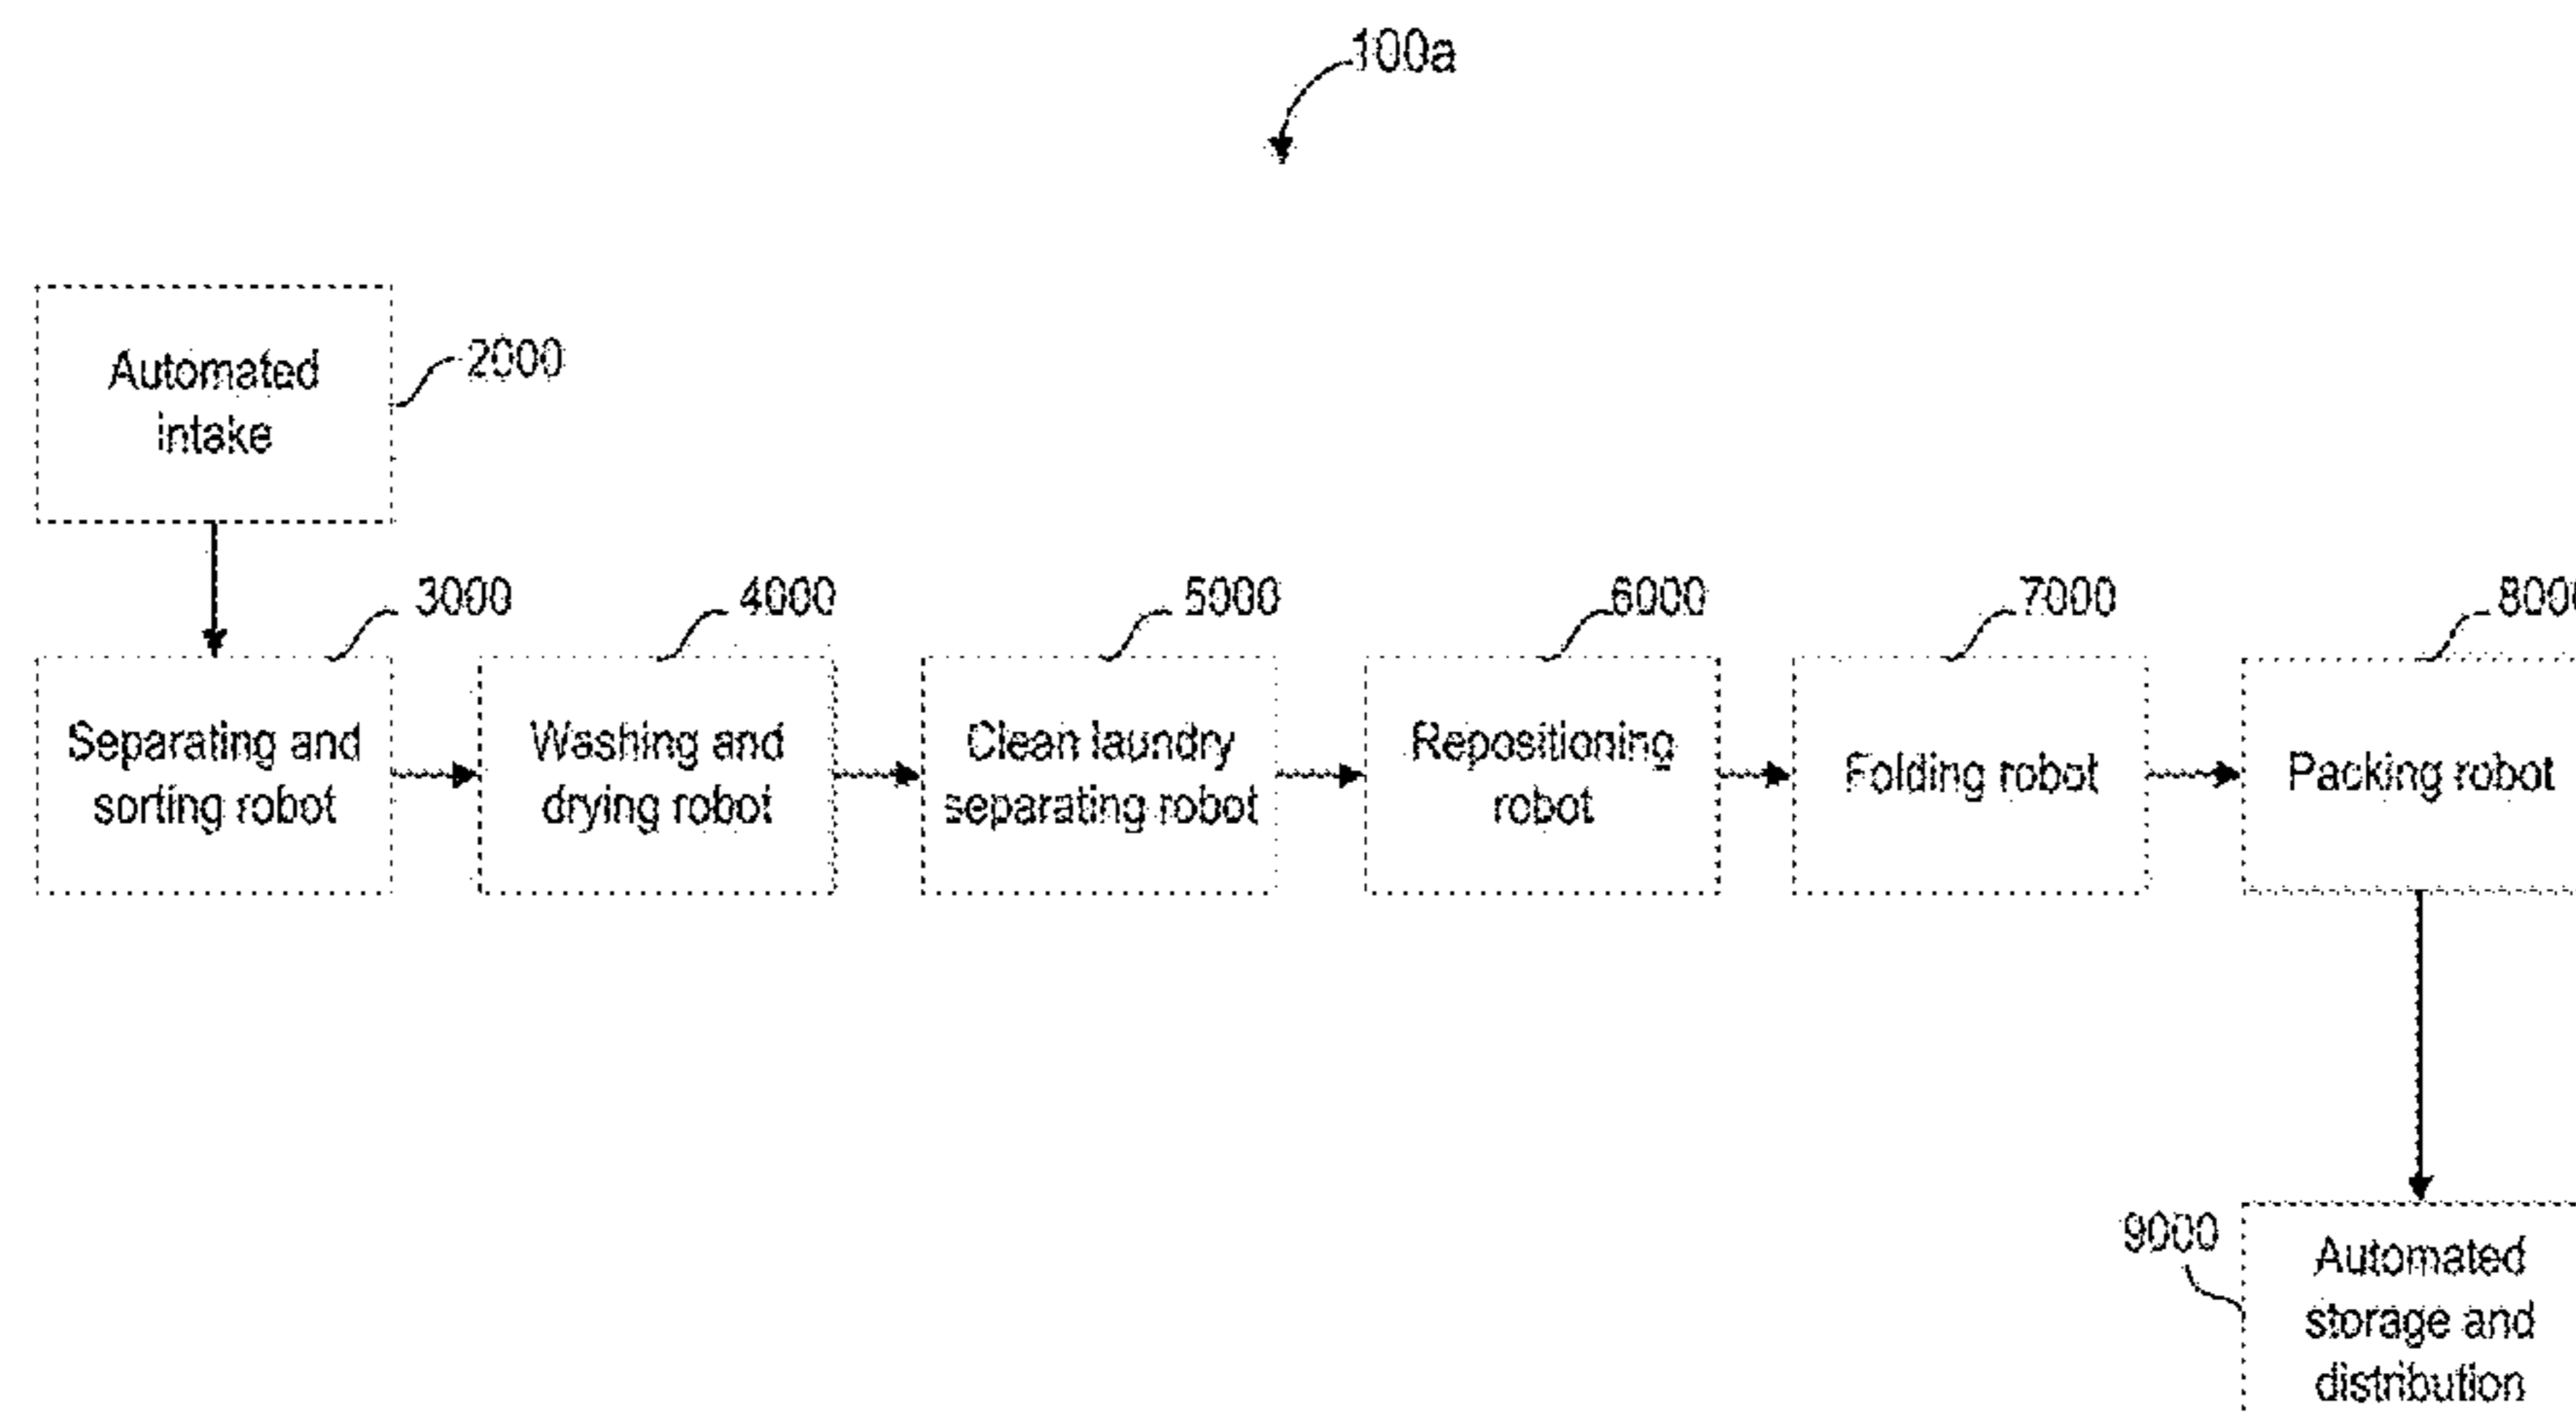 100a
Automated
intake
2000
3000
4000
5000
6000
7000
800
Separating and
sorting robot
Washing and
drying robot
Clean laundry
separating robot
Repositioning
robot
Folding robot
Packing robot
9000
Automated
storage and
distribution